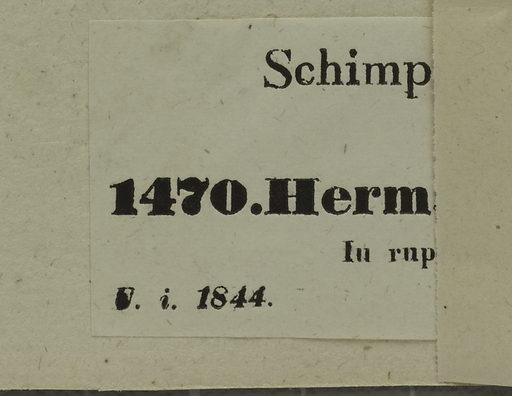 Schimp
1470. Herm
In rup
U. i. 1844.